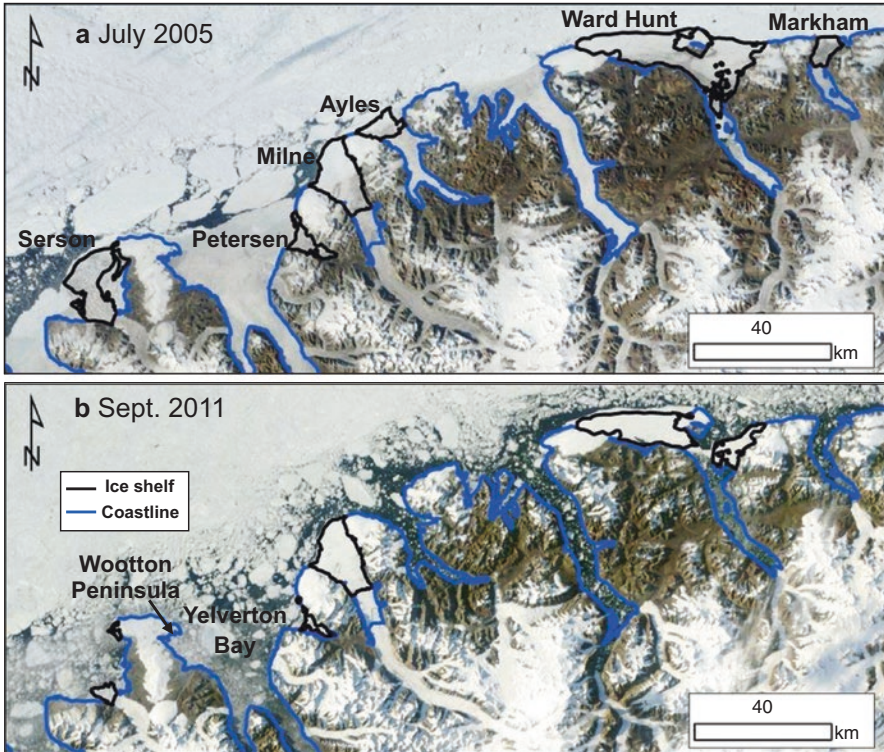 a July 2005
N
Ward Hunt
Markham
Ayles
Milne
Serson
Petersen
40
km
b Sept. 2011
N
Ice shelf
Coastline
Wootton
Peninsula
Yelverton
Bay
40
km